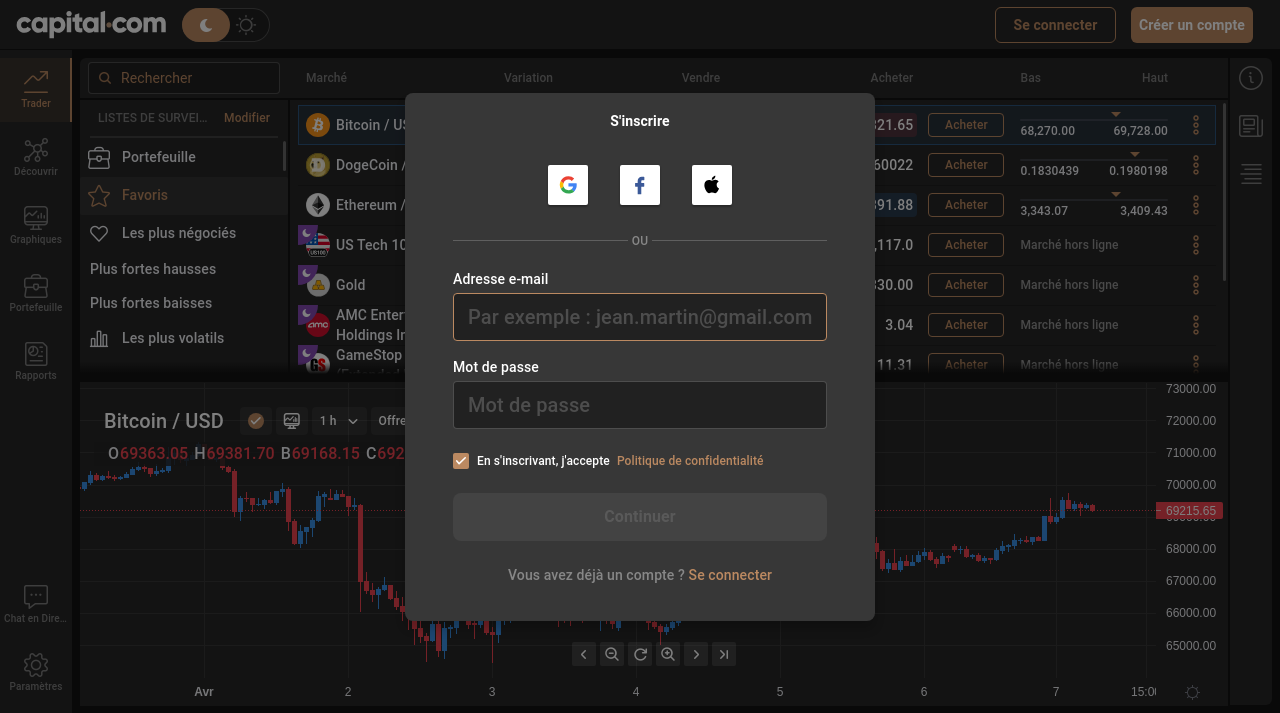 capital.com
Se connecter
Créer un compte
Trader
Découvrir
Graphiques
Portefeuille
Rapports
Chat en Dire...
Paramètres
Rechercher
LISTES DE SURVEI... Modifier
Portefeuille
Favoris
Les plus négociés
Plus fortes hausses
Plus fortes baisses
Les plus volatils
Marché Variation Vendre Acheter Bas Haut
Bitcoin / US 21.65 Acheter 68,270.00 69,728.00
DogeCoin / 60022 Acheter 0.1830439 0.1980198
Ethereum / 91.88 Acheter 3,343.07 3,409.43
US Tech 10 ,117.0 Acheter Marché hors ligne
Gold 30.00 Acheter Marché hors ligne
AMC Enter
Holdings In 3.04 Acheter Marché hors ligne
GameStop 11.31 Acheter Marché hors ligne
S'inscrire
OU
Adresse e-mail
Par exemple : jean.martin@gmail.com
Mot de passe
Mot de passe
En s'inscrivant, j'accepte Politique de confidentialité
Continuer
Vous avez déjà un compte ? Se connecter
Bitcoin / USD 1 h Offre
O69363.05 H69381.70 B69168.15 C692
73000.00
72000.00
71000.00
70000.00
69215.65
68000.00
67000.00
66000.00
65000.00
Avr 2 3 4 5 6 7 15:00